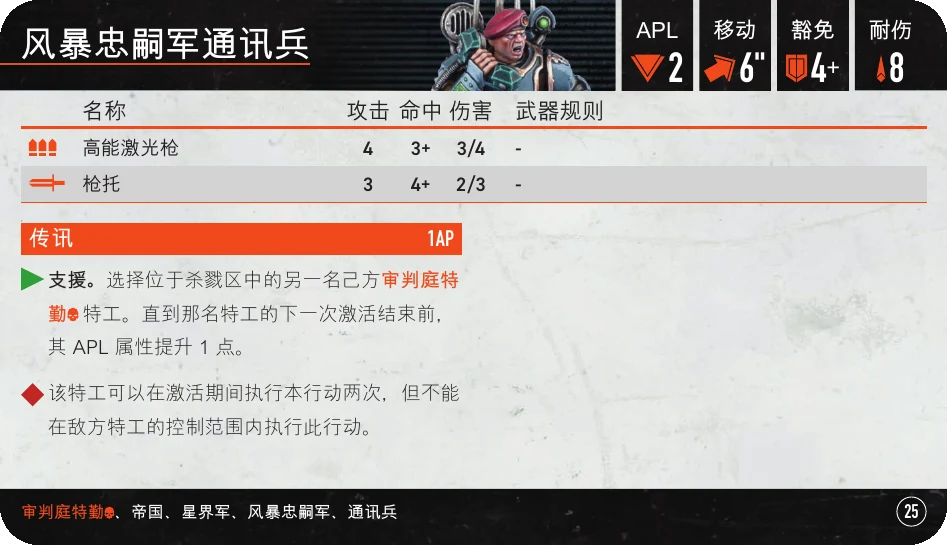 风暴忠嗣军通讯兵
APL 移动 豁免 耐伤
2 6" 4+ 8
名称 攻击 命中 伤害 武器规则
高能激光枪 4 3+ 3/4 -
枪托 3 4+ 2/3 -
传讯 1AP
支援。选择位于杀戮区中的另一名己方审判庭特
勤特工。直到那名特工的下一次激活结束前，
其 APL 属性提升 1 点。
该特工可以在激活期间执行本行动两次，但不能
在敌方特工的控制范围内执行此行动。
审判庭特勤、帝国、星界军、风暴忠嗣军、通讯兵
25